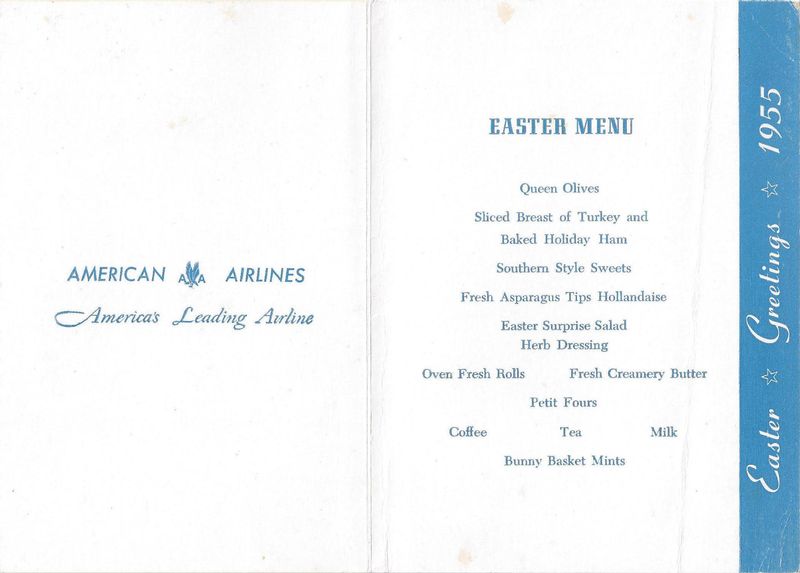 AMERICAN AA AIRLINES
America's Leading Airline
EASTER MENU
Queen Olives
Sliced Breast of Turkey and
Baked Holiday Ham
Southern Style Sweets
Fresh Asparagus Tips Hollandaise
Easter Surprise Salad
Herb Dressing
Oven Fresh Rolls Fresh Creamery Butter
Petit Fours
Coffee Tea Milk
Bunny Basket Mints
Easter ☆ Greetings ☆ 1955